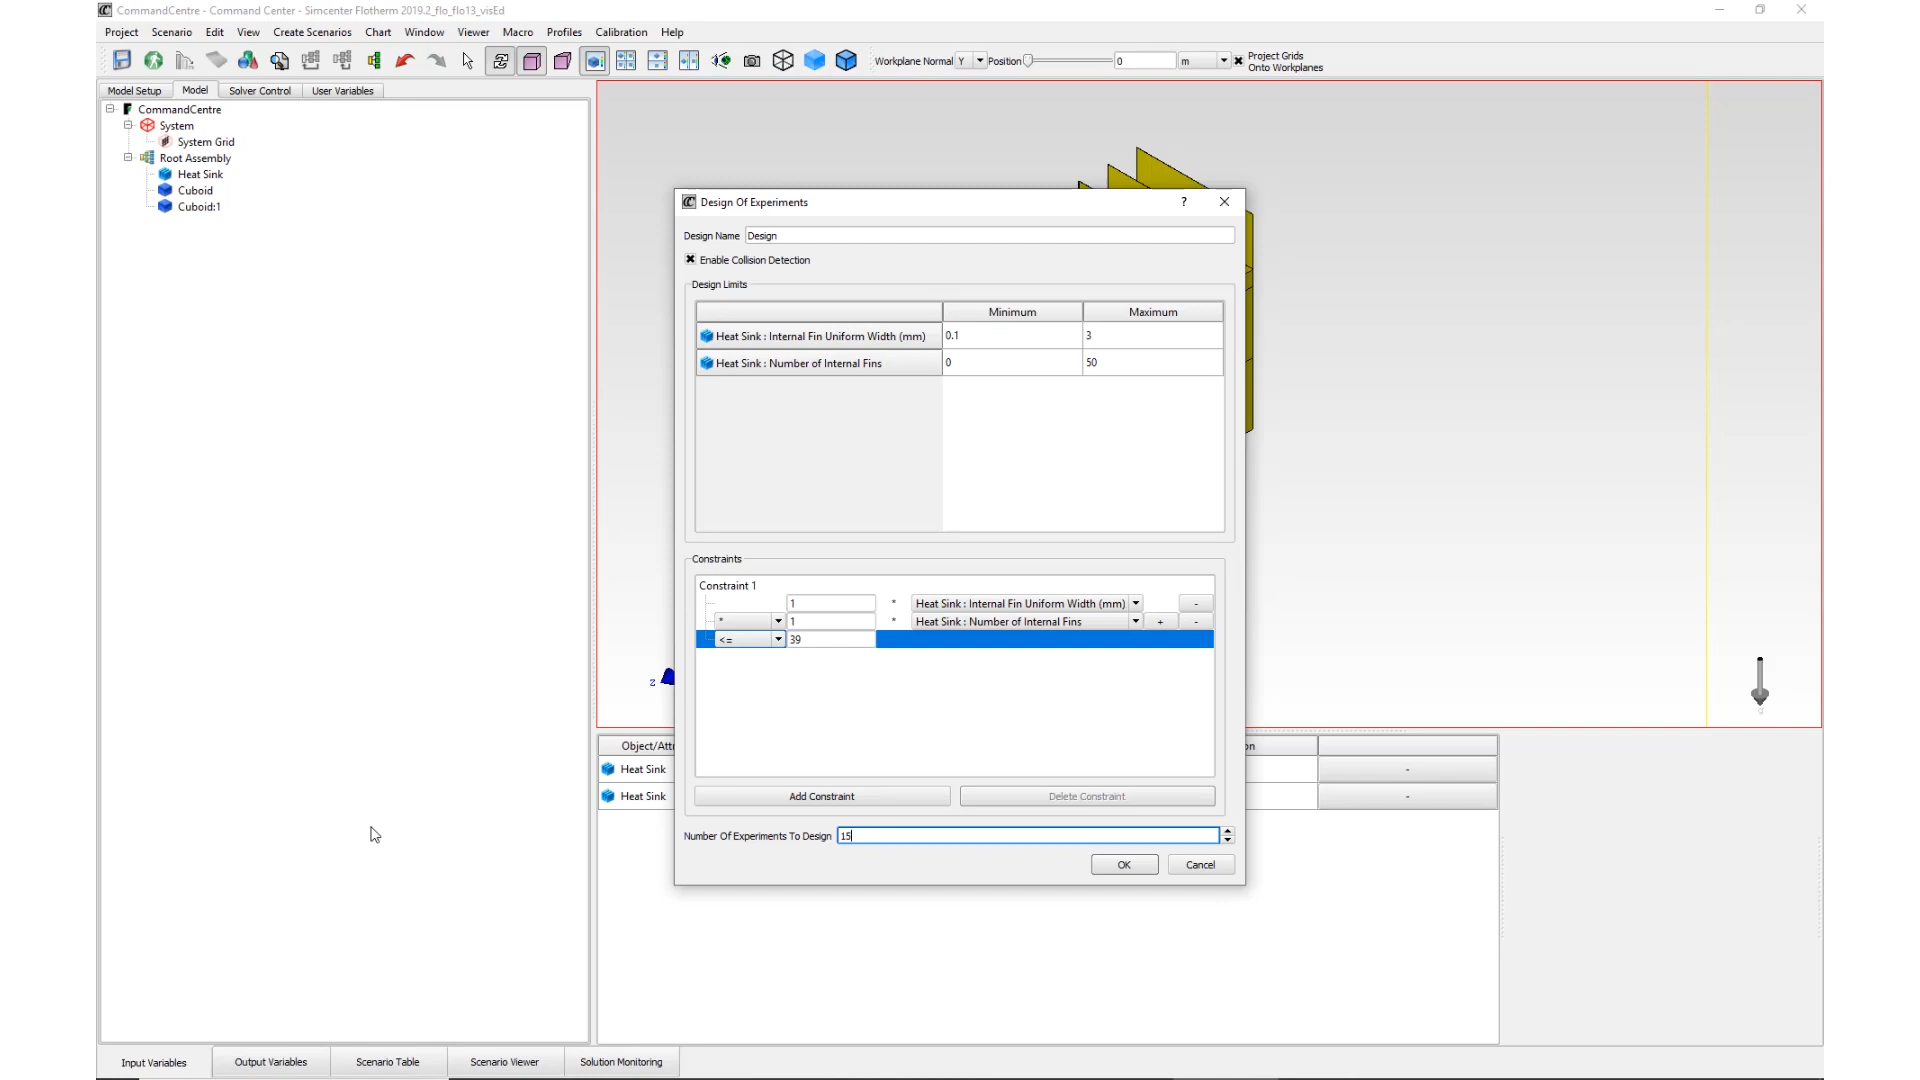 CommandCentre - Command Center - Simcenter Flotherm 2019.2_flo_flo13_visEd
Project Scenario Edit View Create Scenarios Chart Window Viewer Macro Profiles Calibration Help
Workplane Normal Y Position 0 m Project Grids
Onto Workplanes
Model Setup Model Solver Control User Variables
CommandCentre
System
System Grid
Root Assembly
Heat Sink
Cuboid
Cuboid:1
Design Of Experiments ?
Design Name Design
Enable Collision Detection
Design Limits
Minimum Maximum
Heat Sink : Internal Fin Uniform Width (mm) 0.1 3
Heat Sink : Number of Internal Fins 0 50
Constraints
Constraint 1
1 * Heat Sink : Internal Fin Uniform Width (mm) -
* 1 * Heat Sink : Number of Internal Fins + -
<= 39
Add Constraint Delete Constraint
Number Of Experiments To Design 15
OK Cancel
z
g
Object/Attr on
Heat Sink -
Heat Sink -
Input Variables Output Variables Scenario Table Scenario Viewer Solution Monitoring